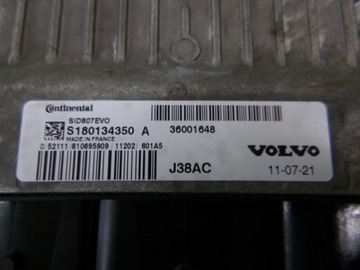 Continental
SID807EVO
S180134350 A 36001648
MADE IN FRANCE
0 52111 810695909 11202 601A5
VOLVO
J38AC 11-07-21